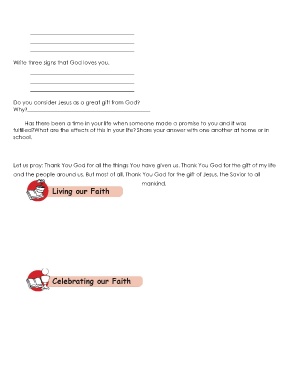 Write three signs that God loves you.
Do you consider Jesus as a great gift from God?
Why?
Has there been a time in your life when someone made a promise to you and it was
fulfilled?What are the effects of this in your life? Share your answer with one another at home or in
school.
Let us pray: Thank You God for all the things You have given us. Thank You God for the gift of my life
and the people around us. But most of all, Thank You God for the gift of Jesus, the Savior to all
mankind.
Living our Faith
Celebrating our Faith